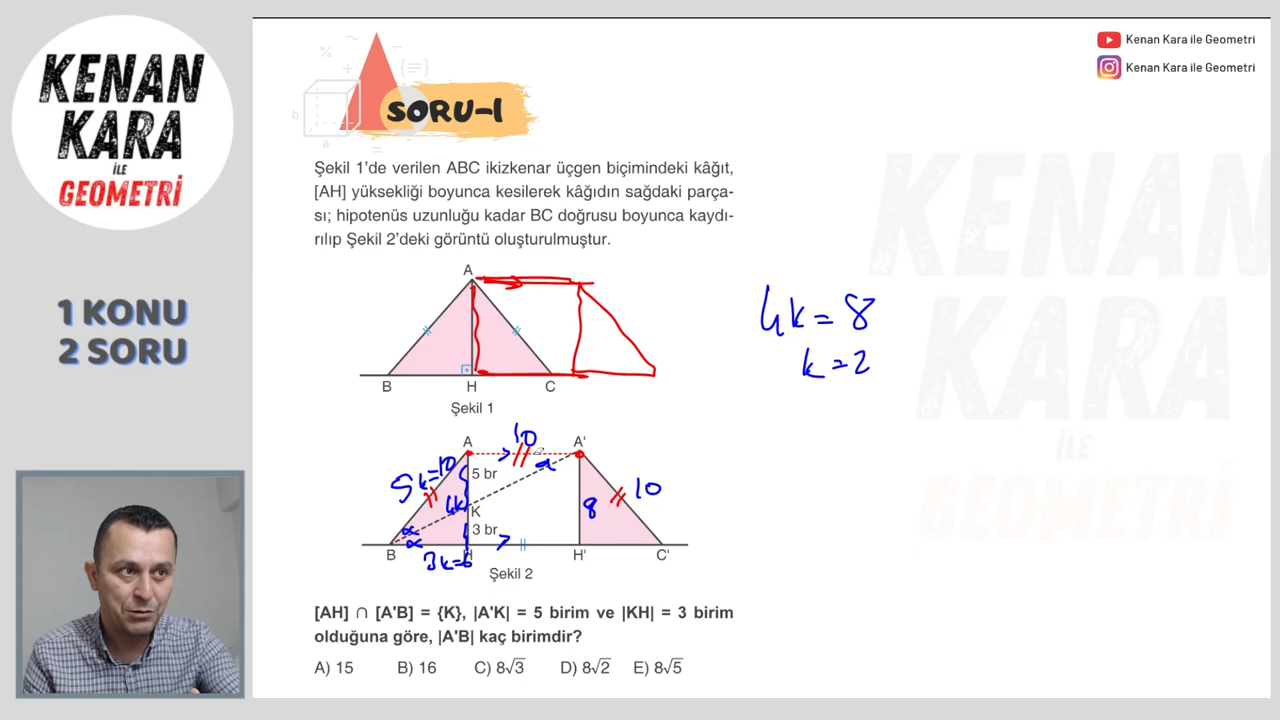 KENAN
KARA
İLE
GEOMETRİ
1 KONU
2 SORU
Kenan Kara ile Geometri
Kenan Kara ile Geometri
SORU-1
Şekil 1'de verilen ABC ikizkenar üçgen biçimindeki kâğıt,
[AH] yüksekliği boyunca kesilerek kâğıdın sağdaki parça-
sı; hipotenüs uzunluğu kadar BC doğrusu boyunca kaydı-
rılıp Şekil 2'deki görüntü oluşturulmuştur.
A
B H C
Şekil 1
4k = 8
k = 2
10
A A'
5k=10
5 br
α
10
4k
K
8
3 br
α
α
B H H' C'
3k=6
Şekil 2
[AH] ∩ [A'B] = {K}, |A'K| = 5 birim ve |KH| = 3 birim
olduğuna göre, |A'B| kaç birimdir?
A) 15 B) 16 C) 8√3 D) 8√2 E) 8√5
KENAN
KARA
İLE
GEOMETRİ